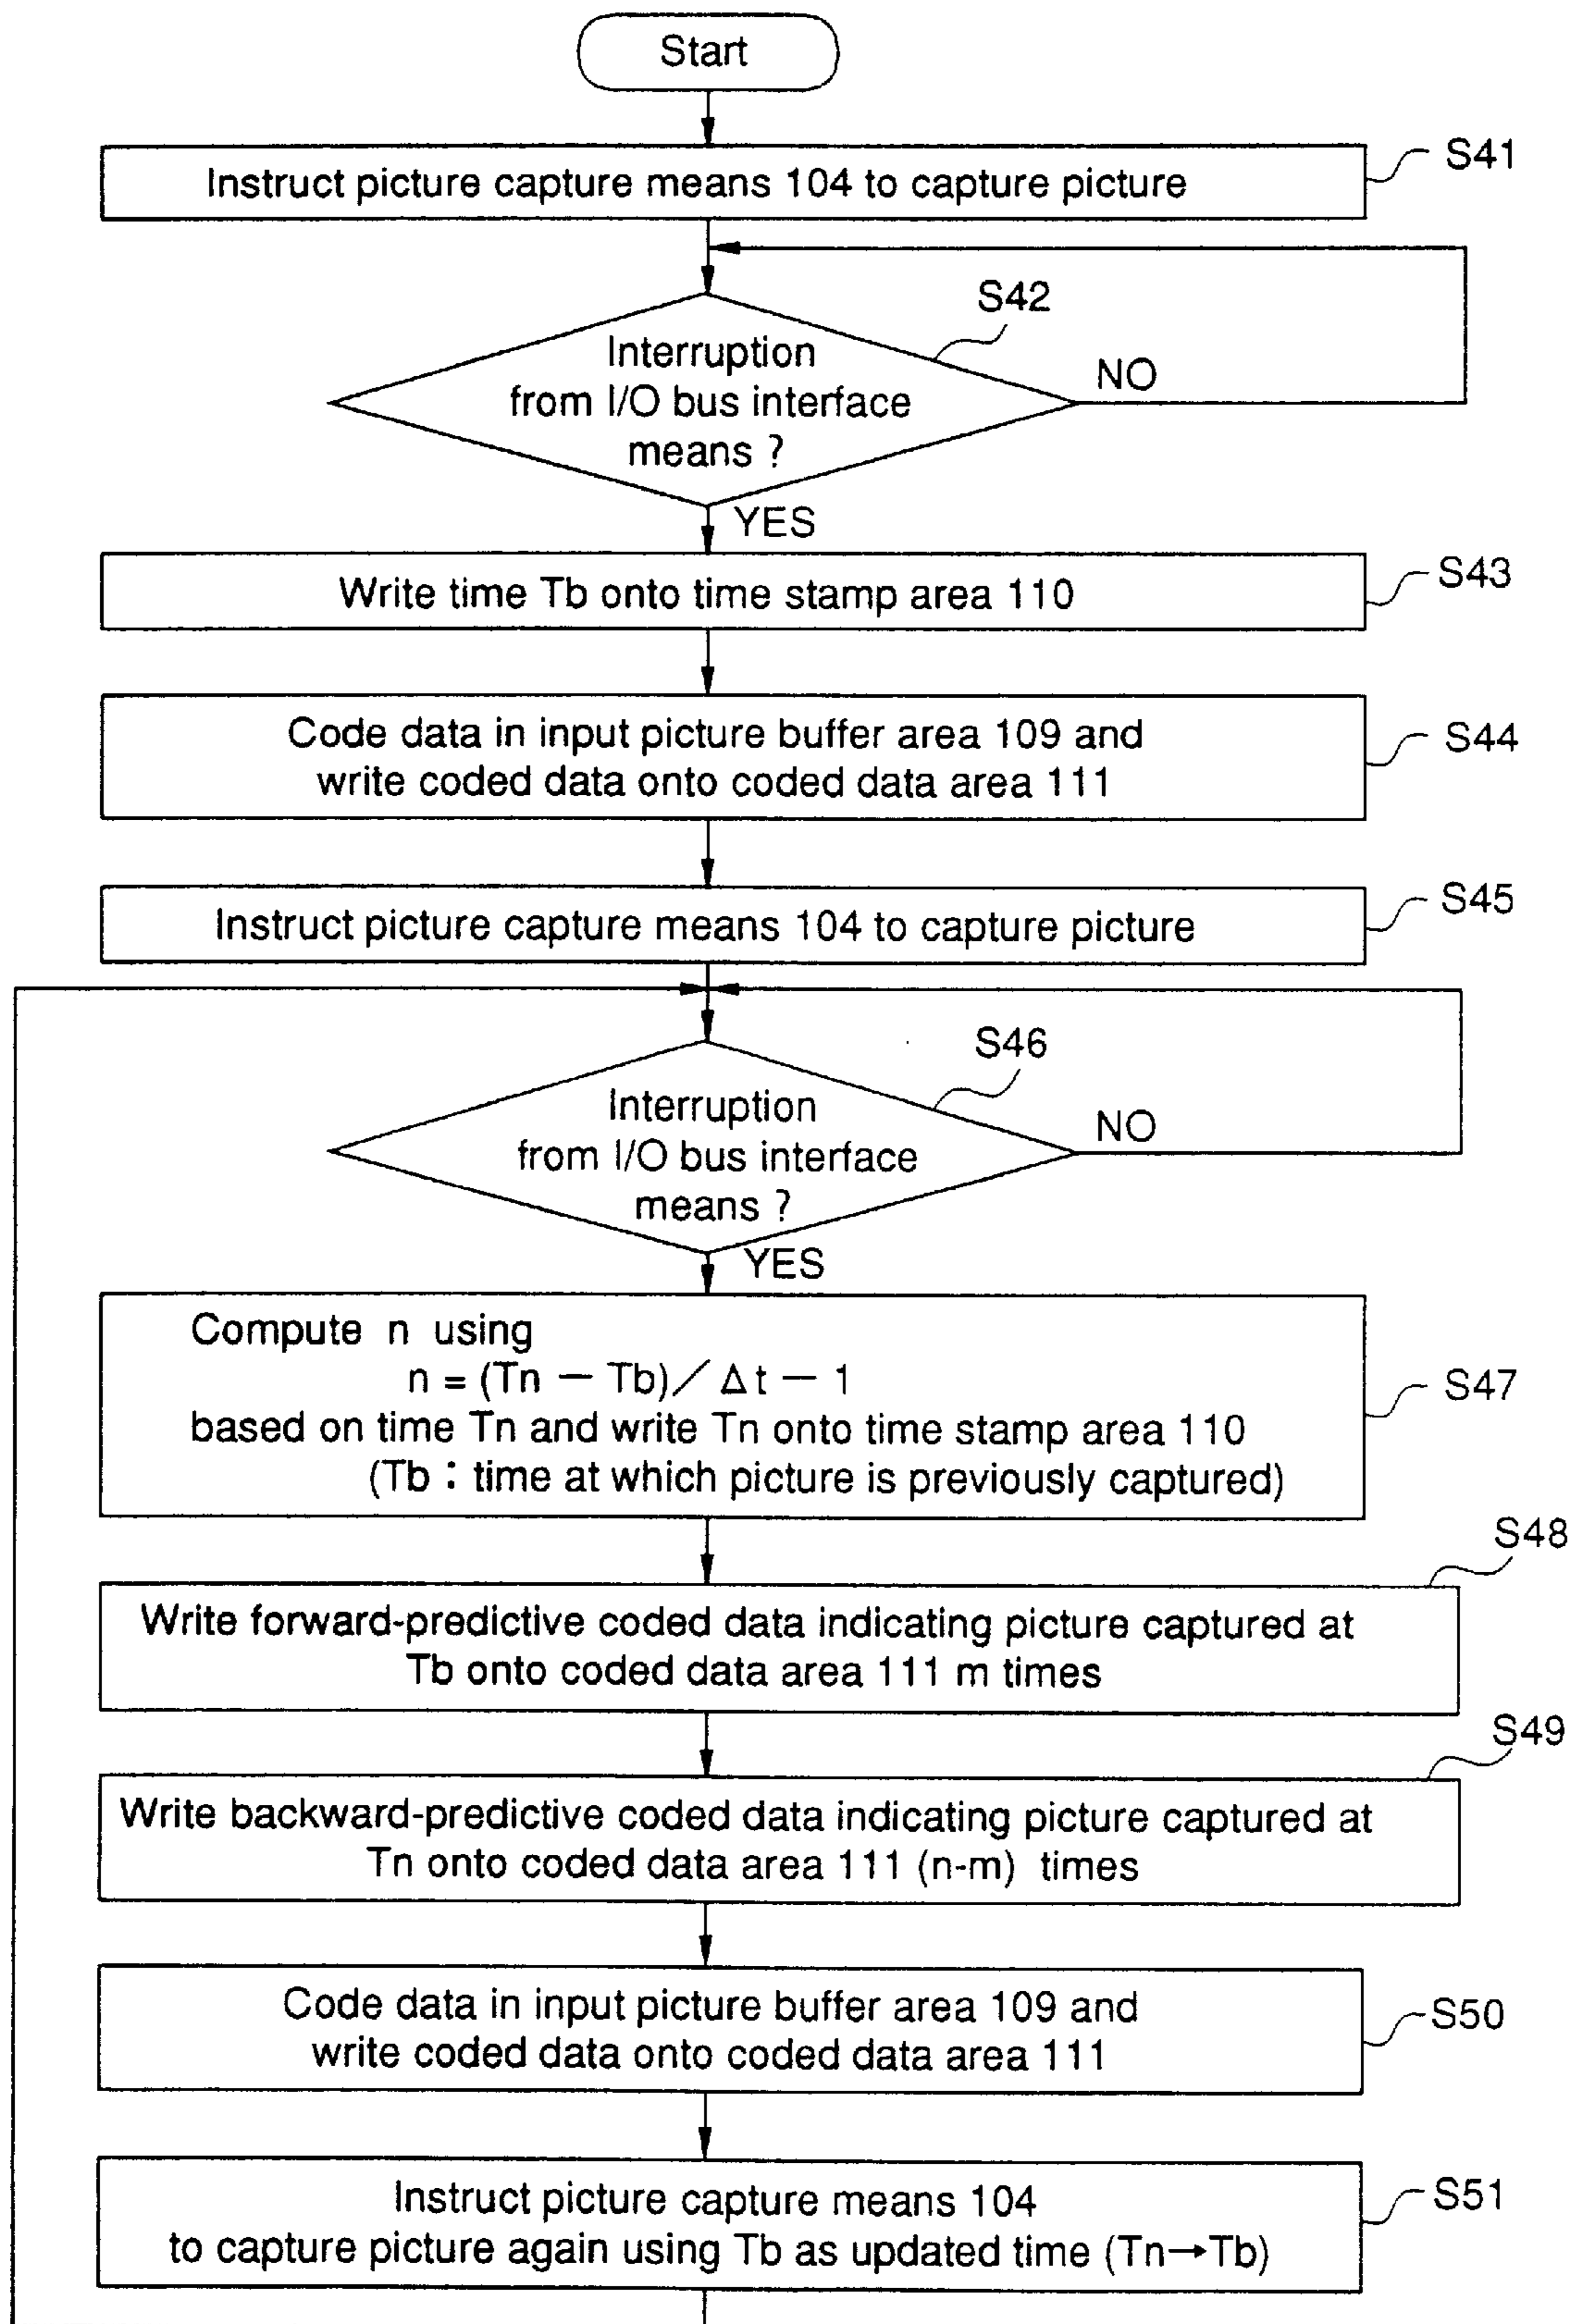 Start
Instruct picture capture means 104 to capture picture
S41
S42
Interruption
from I/O bus interface
means ?
NO
YES
Write time Tb onto time stamp area 110
S43
Code data in input picture buffer area 109 and
write coded data onto coded data area 111
S44
Instruct picture capture means 104 to capture picture
S45
S46
Interruption
from I/O bus interface
means ?
NO
YES
Compute n using
n = (Tn − Tb)/Δt − 1
based on time Tn and write Tn onto time stamp area 110
(Tb : time at which picture is previously captured)
S47
S48
Write forward-predictive coded data indicating picture captured at
Tb onto coded data area 111 m times
S49
Write backward-predictive coded data indicating picture captured at
Tn onto coded data area 111 (n-m) times
Code data in input picture buffer area 109 and
write coded data onto coded data area 111
S50
Instruct picture capture means 104
to capture picture again using Tb as updated time (Tn→Tb)
S51